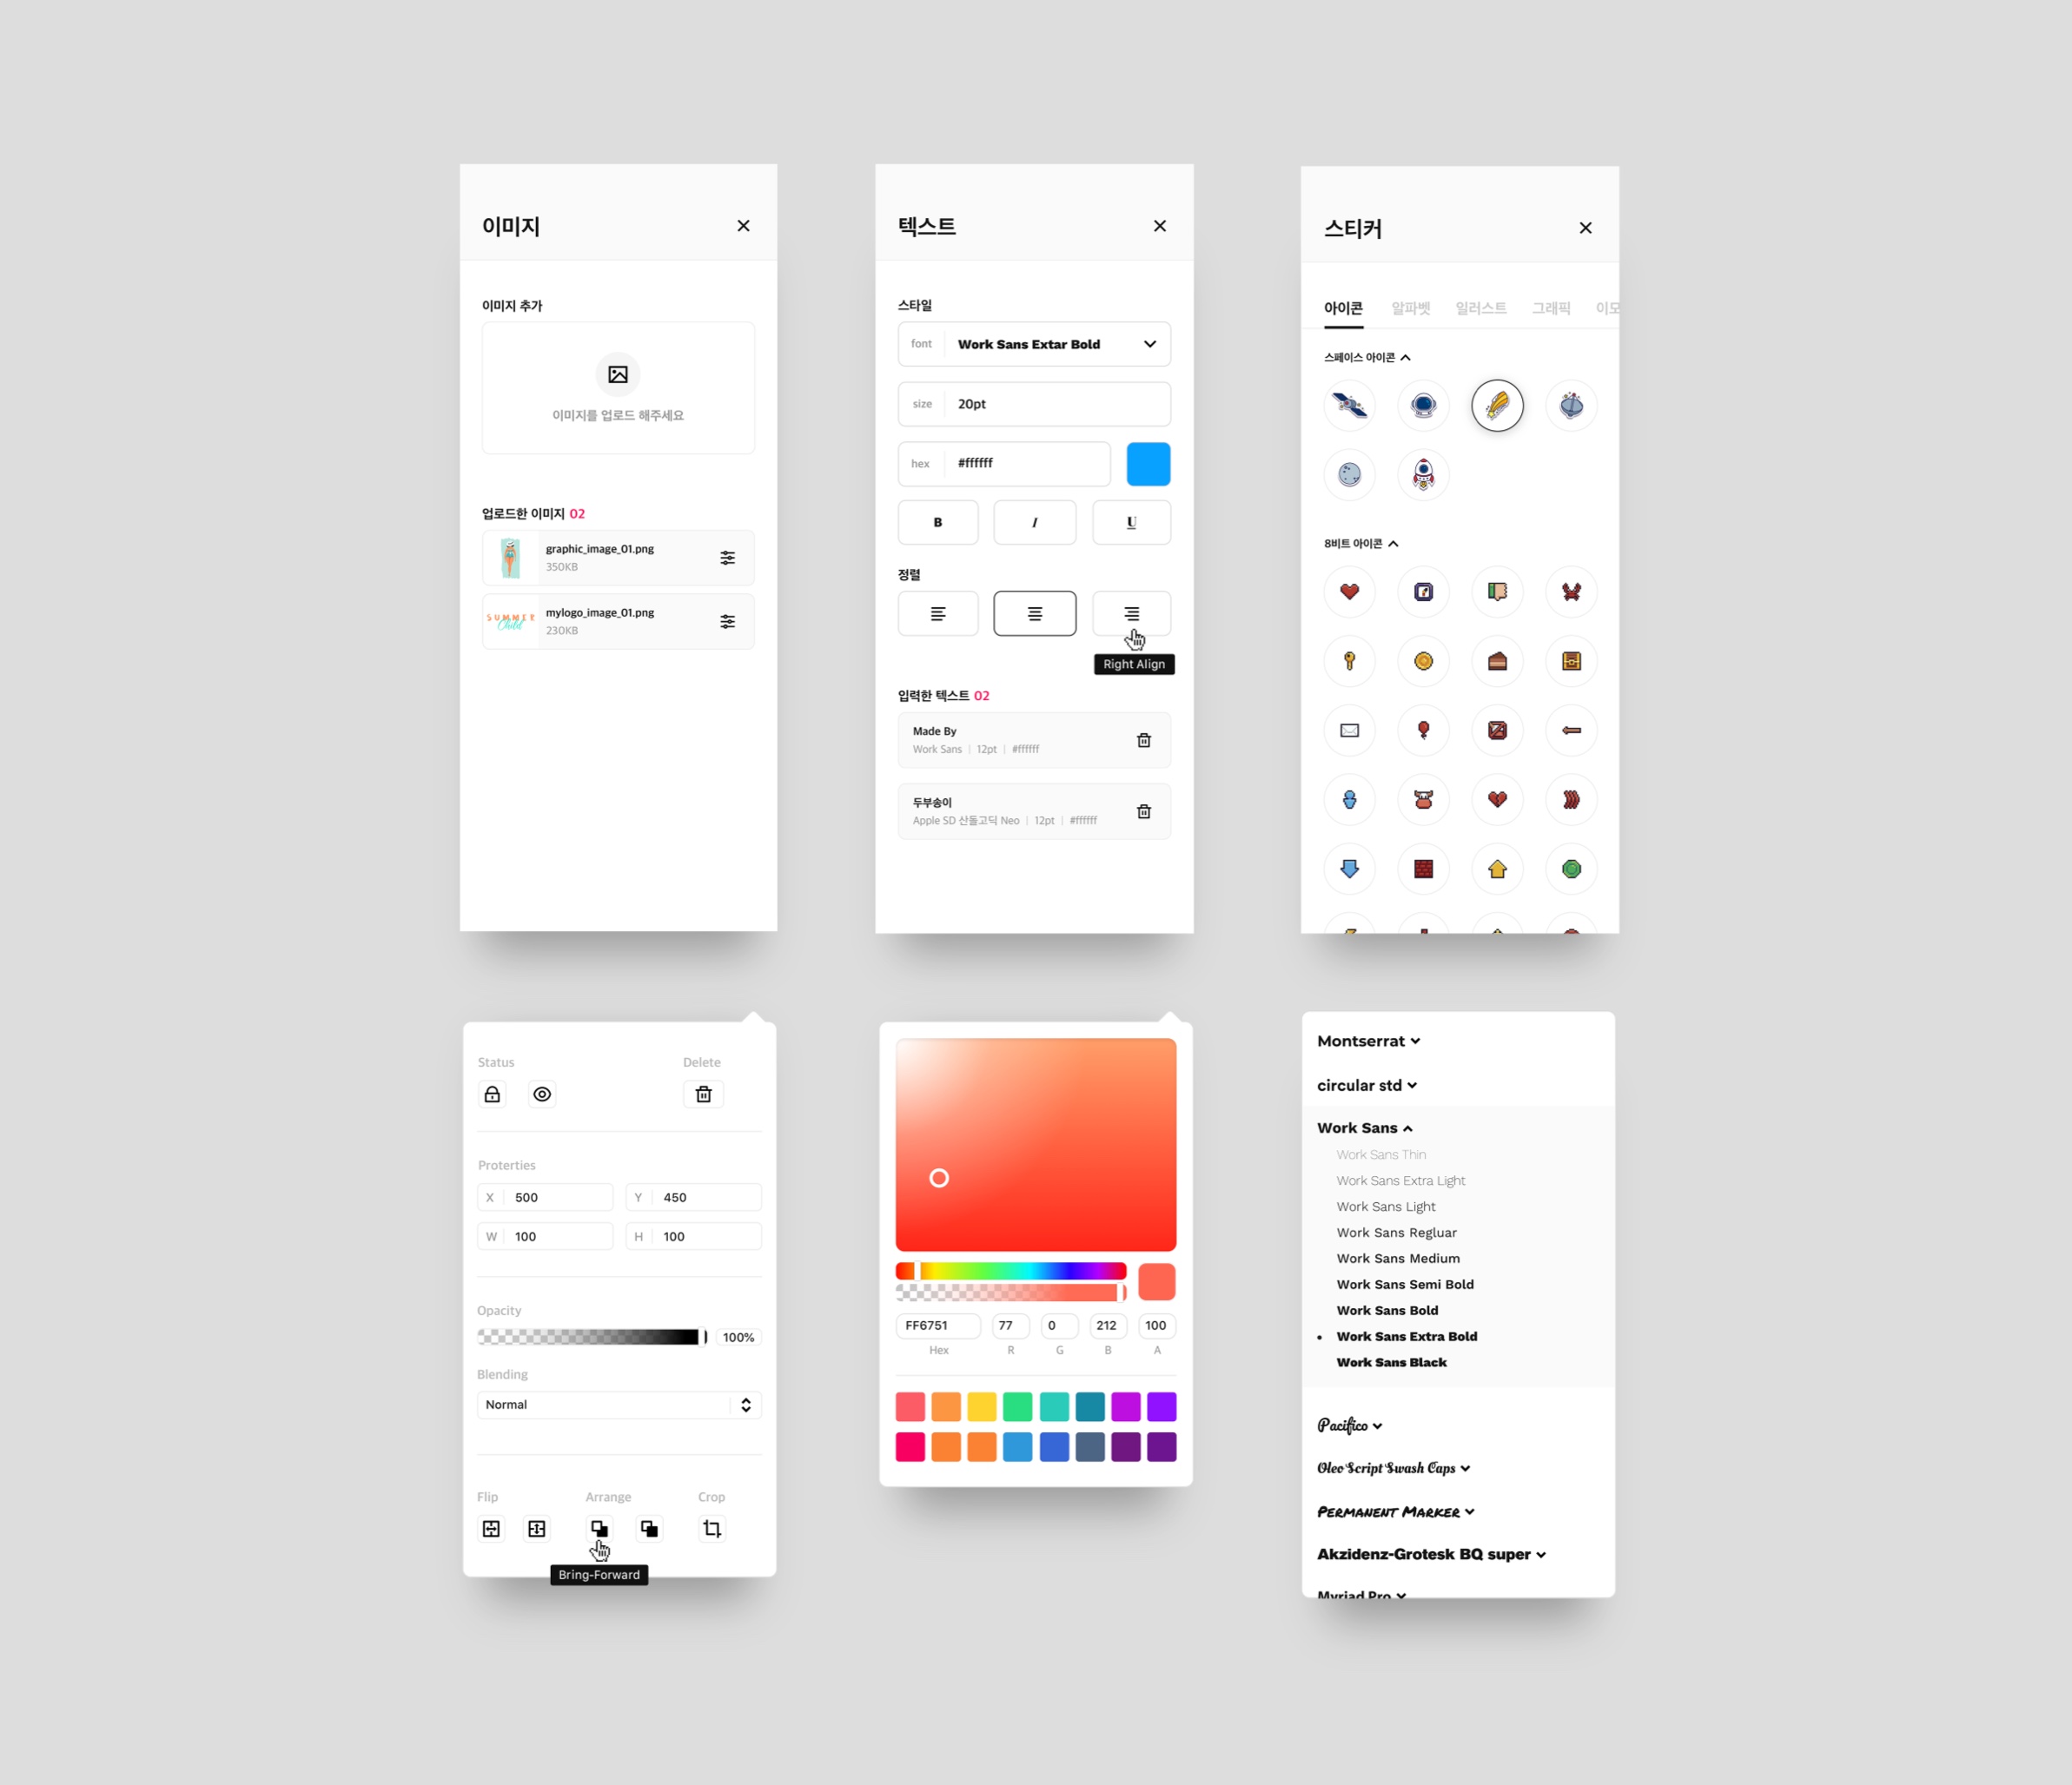 이미지
이미지 추가
이미지를 업로드 해주세요
업로드한 이미지 02
graphic_image_01.png
350KB
SUMMER
Child
mylogo_image_01.png
230KB
텍스트
스타일
font Work Sans Extar Bold
size 20pt
hex #ffffff
B I U
정렬
Right Align
입력한 텍스트 02
Made By
Work Sans | 12pt | #ffffff
두부송이
Apple SD 산돌고딕 Neo | 12pt | #ffffff
스티커
아이콘 알파벳 일러스트 그래픽 이모
스페이스 아이콘
8비트 아이콘
Status Delete
Proterties
X 500 Y 450
W 100 H 100
Opacity
100%
Blending
Normal
Flip Arrange Crop
Bring-Forward
FF6751 77 0 212 100
Hex R G B A
Montserrat
circular std
Work Sans
Work Sans Thin
Work Sans Extra Light
Work Sans Light
Work Sans Regluar
Work Sans Medium
Work Sans Semi Bold
Work Sans Bold
• Work Sans Extra Bold
Work Sans Black
Pacifico
Oleo Script Swash Caps
Permanent Marker
Akzidenz-Grotesk BQ super
Myriad Pro